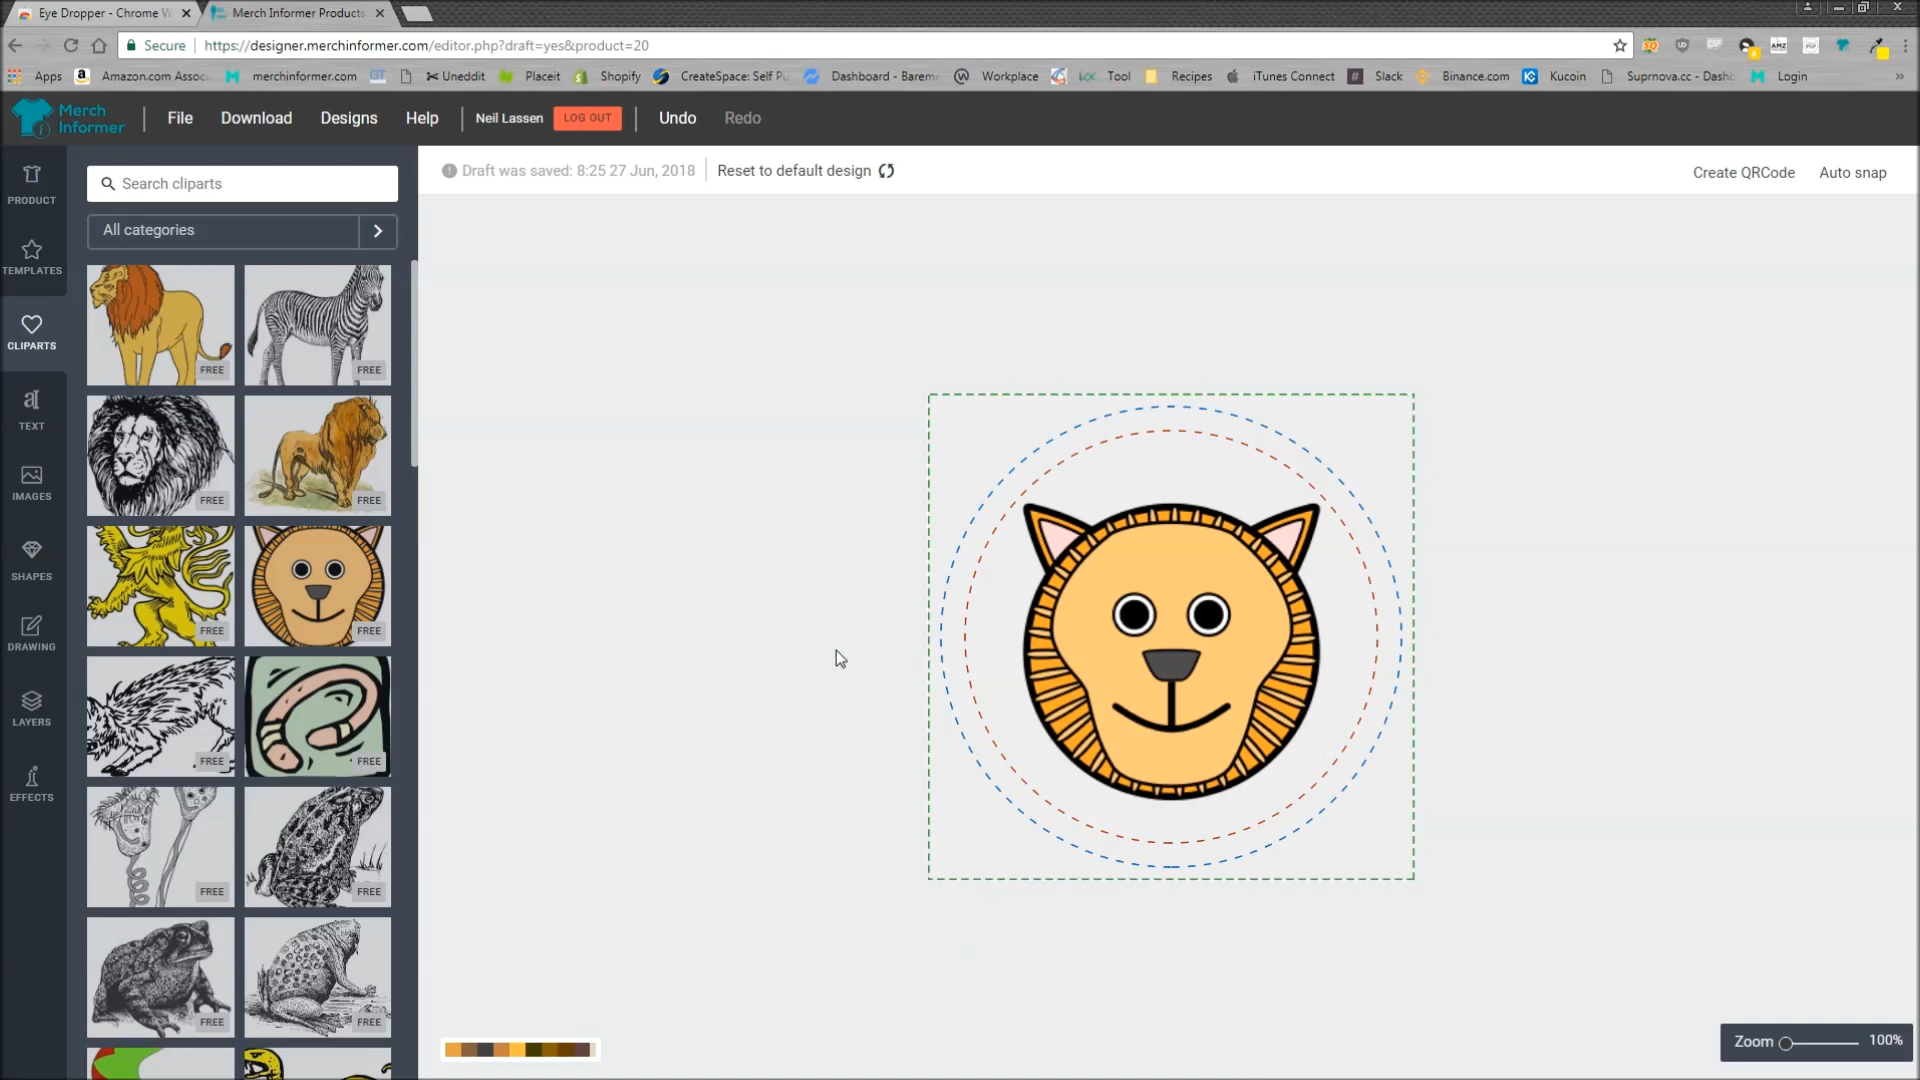 Eye Dropper - Chrome W
Merch Informer Products
Secure
https://designer.merchinformer.com/editor.php?draft=yes&product=20
Apps
Amazon.com Assoc
merchinformer.com
Uneddit
Placeit
Shopify
CreateSpace: Self Pu
Dashboard - Bareme
Workplace
Tool
Recipes
iTunes Connect
Slack
Binance.com
Kucoin
Suprnova.cc - Dashb
Login
Merch Informer
File
Download
Designs
Help
Neil Lassen
LOG OUT
Undo
Redo
PRODUCT
TEMPLATES
CLIPARTS
TEXT
IMAGES
SHAPES
DRAWING
LAYERS
EFFECTS
Search cliparts
All categories
FREE
FREE
FREE
FREE
FREE
FREE
FREE
FREE
FREE
FREE
FREE
FREE
Draft was saved: 8:25 27 Jun, 2018
Reset to default design
Create QRCode
Auto snap
Zoom
100%